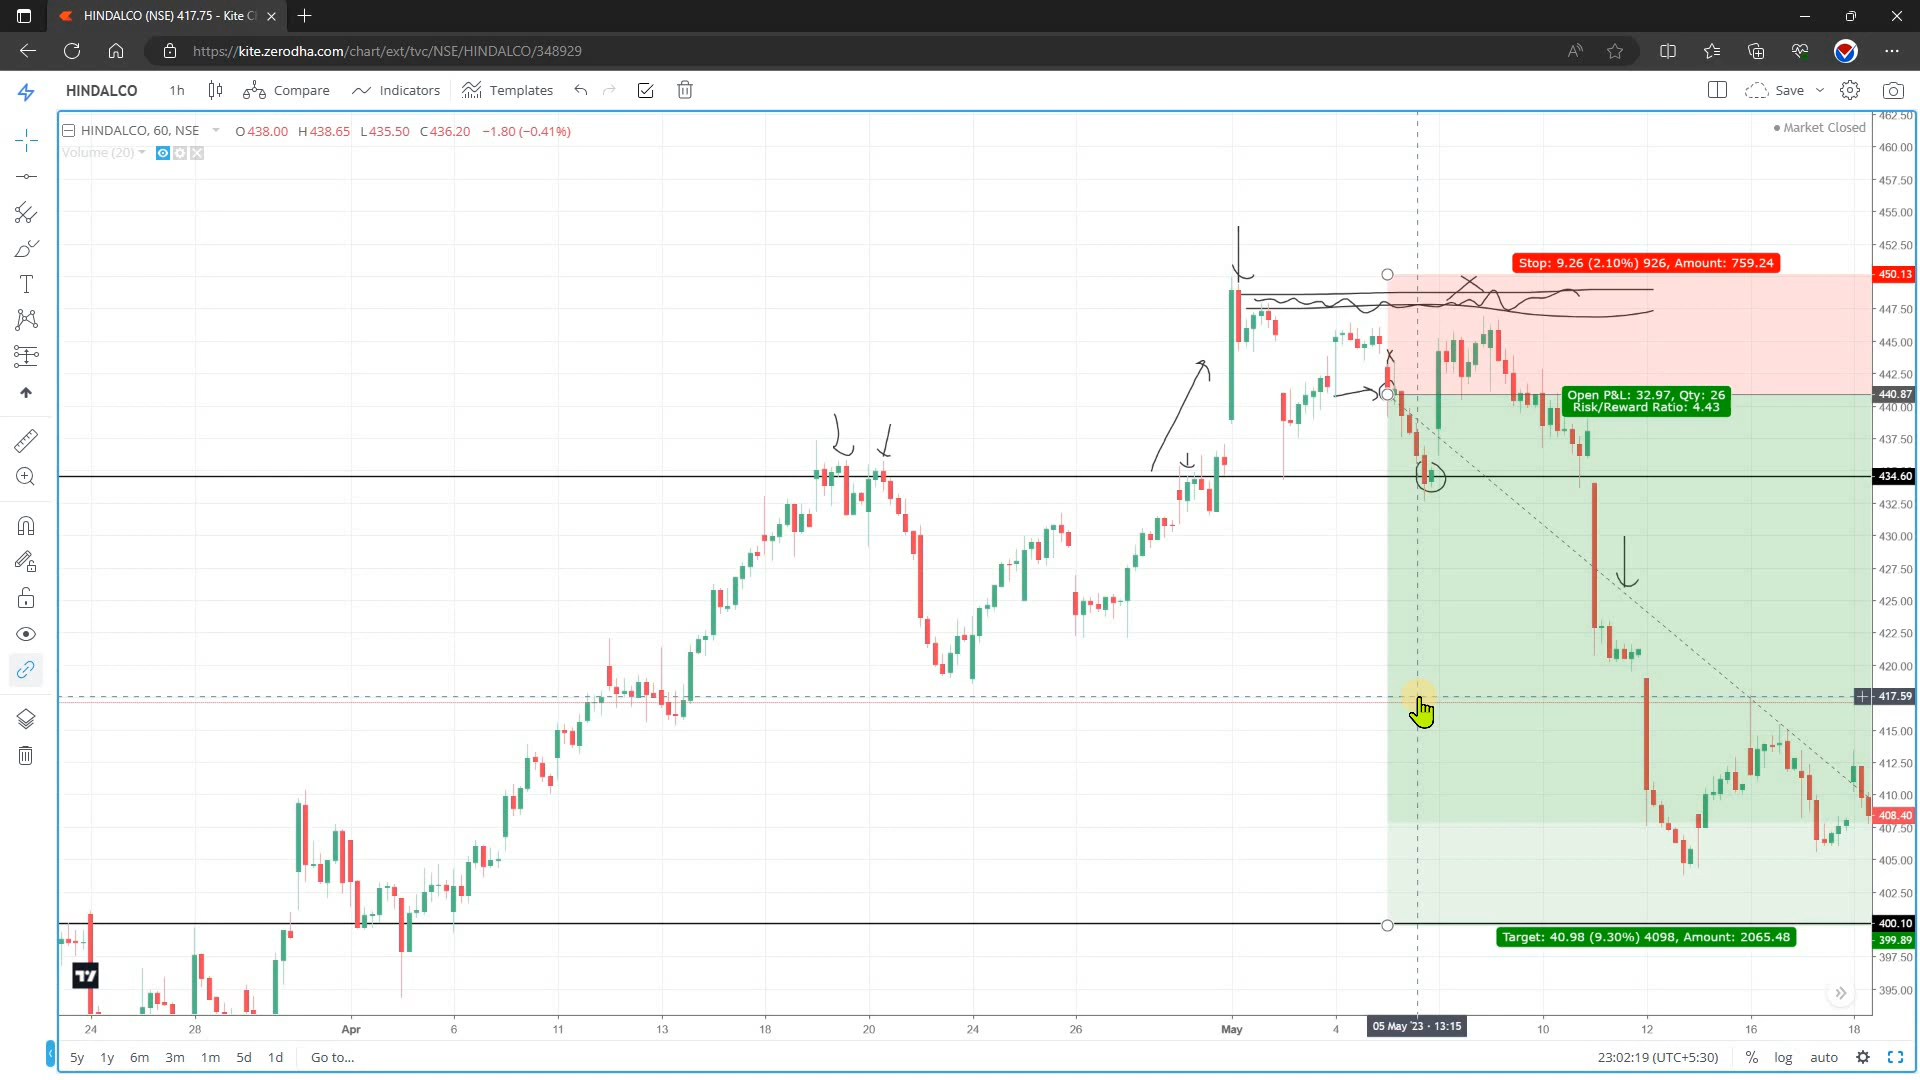 HINDALCO (NSE) 417.75 - Kite C
https://kite.zerodha.com/chart/ext/tvc/NSE/HINDALCO/348929
HINDALCO 1h Compare Indicators Templates Save
HINDALCO, 60, NSE O438.00 H438.65 L435.50 C436.20 −1.80 (−0.41%)
Market Closed
Volume (20)
462.50
460.00
457.50
455.00
452.50
Stop: 9.26 (2.10%) 926, Amount: 759.24
450.13
447.50
445.00
442.50
Open P&L: 32.97, Qty: 26
Risk/Reward Ratio: 4.43
440.87
440.00
437.50
434.60
432.50
430.00
427.50
425.00
422.50
420.00
417.59
415.00
412.50
410.00
408.40
407.50
405.00
402.50
400.10
Target: 40.98 (9.30%) 4098, Amount: 2065.48
399.89
397.50
395.00
24 28 Apr 6 11 13 18 20 24 26 May 4 05 May '23 · 13:15 10 12 16 18
5y 1y 6m 3m 1m 5d 1d Go to... 23:02:19 (UTC+5:30) % log auto